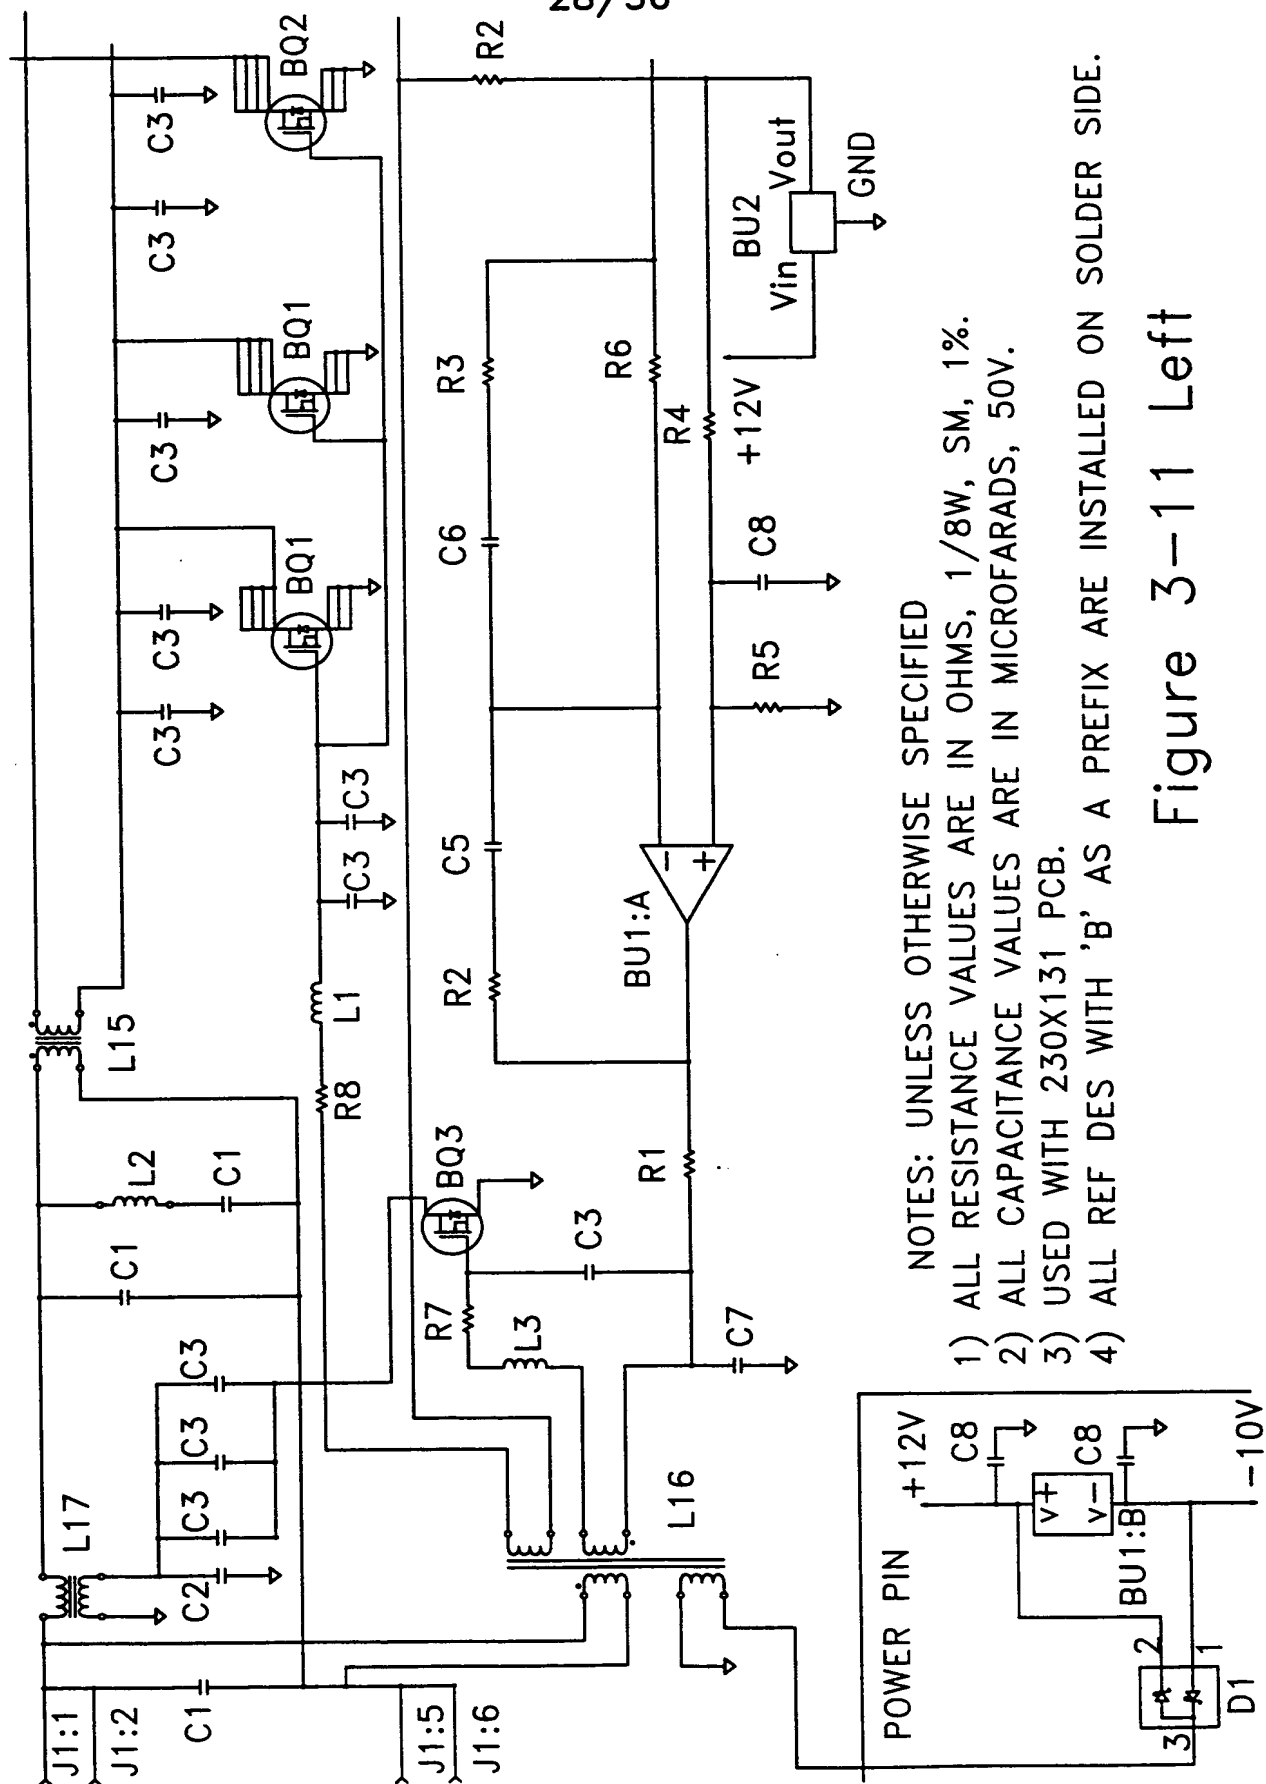 28/36
J1:1
J1:2
C1
J1:5
J1:6
L17
C2
C3
C3
C3
C1
L2
C1
L15
R8
L1
C3
C3
C3
C3
C3
C3
C3
BQ1
BQ1
BQ2
L16
R7
L3
BQ3
C3
C7
R1
R2
C5
C6
R3
BU1:A
-
+
R5
C8
R4
R6
R2
+12V
Vin
BU2
Vout
GND
POWER PIN
+12V
C8
V+
V-
C8
BU1:B
-10V
2
1
3
D1
NOTES: UNLESS OTHERWISE SPECIFIED
1) ALL RESISTANCE VALUES ARE IN OHMS, 1/8W, SM, 1%.
2) ALL CAPACITANCE VALUES ARE IN MICROFARADS, 50V.
3) USED WITH 230X131 PCB.
4) ALL REF DES WITH 'B' AS A PREFIX ARE INSTALLED ON SOLDER SIDE.
Figure 3-11 Left